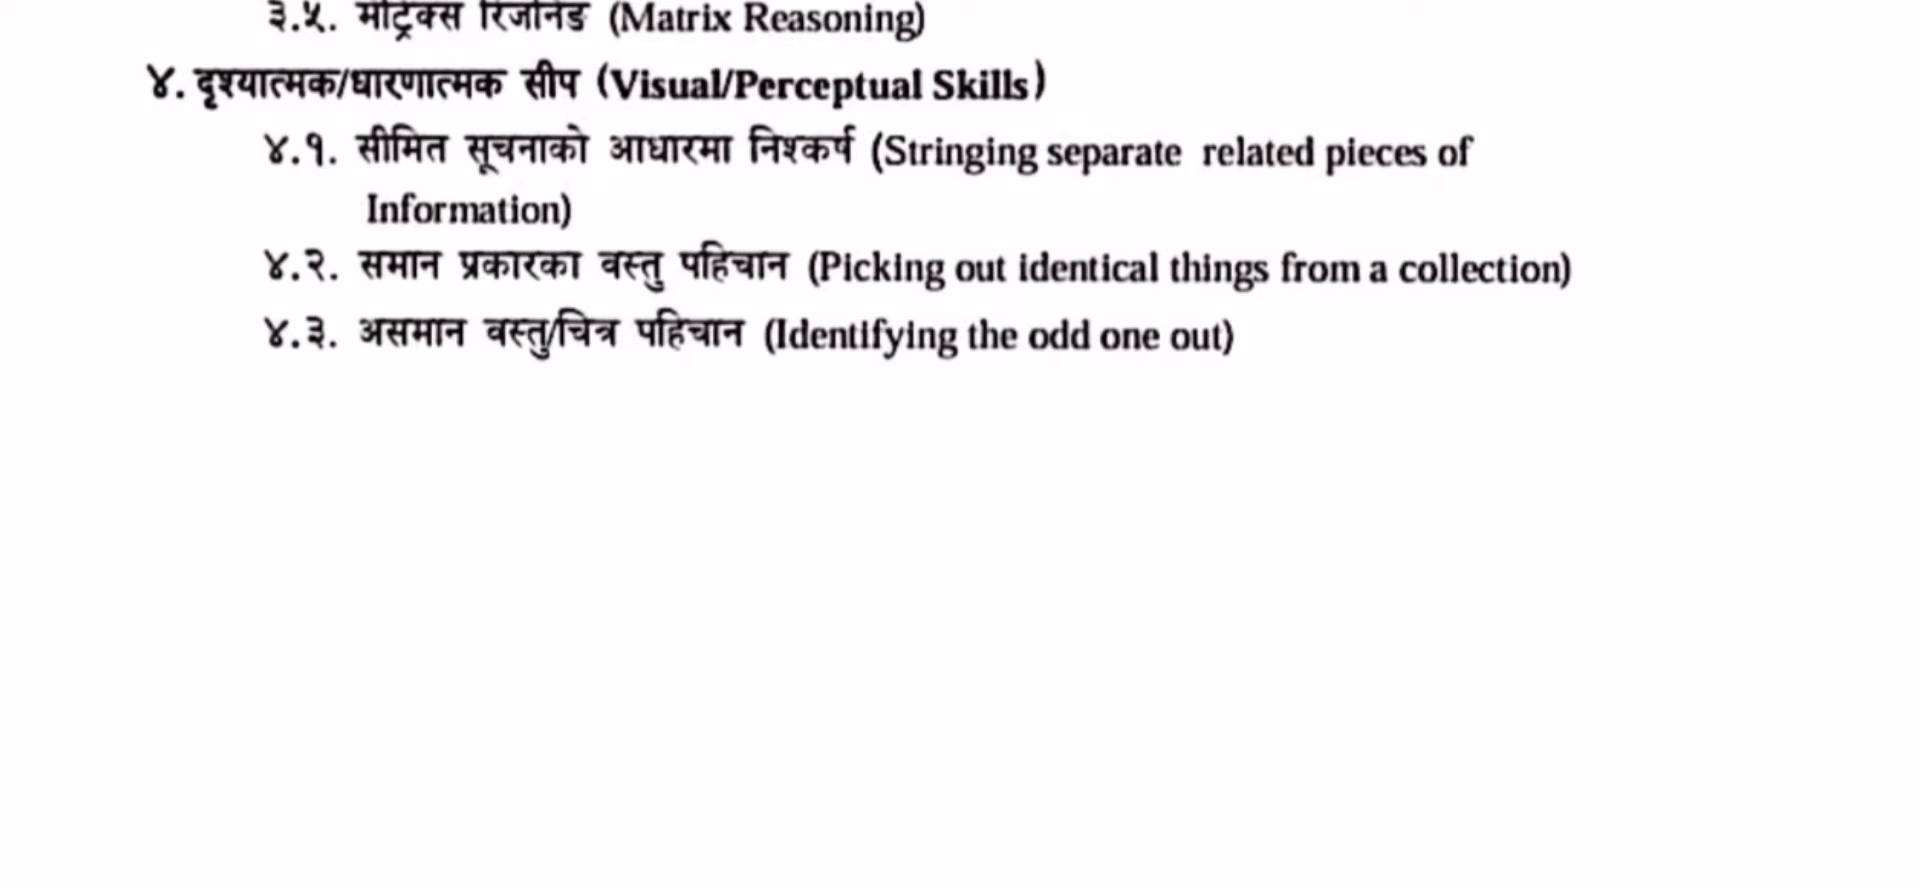 ३.५. मेट्रिक्स रिजनिङ (Matrix Reasoning)
४. दृश्यात्मक/धारणात्मक सीप (Visual/Perceptual Skills)
४.१. सीमित सूचनाको आधारमा निश्कर्ष (Stringing separate related pieces of
Information)
४.२. समान प्रकारका वस्तु पहिचान (Picking out identical things from a collection)
४.३. असमान वस्तु/चित्र पहिचान (Identifying the odd one out)